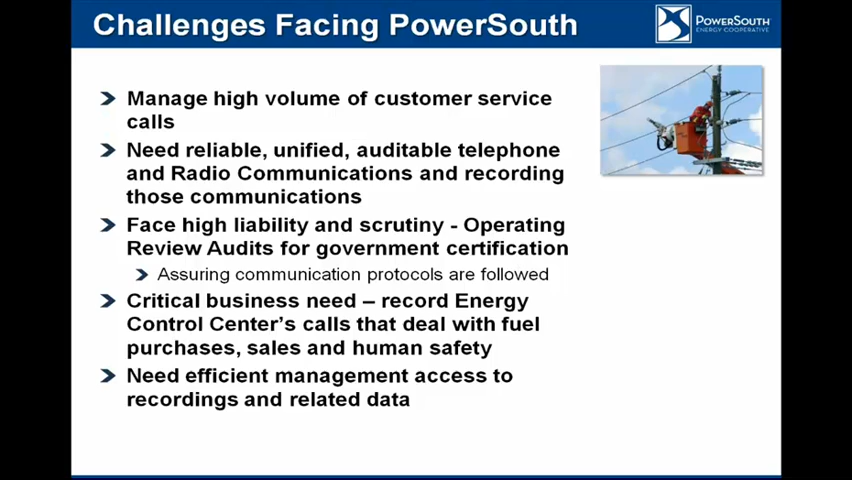 Challenges Facing PowerSouth
POWERSOUTH
ENERGY COOPERATIVE
Manage high volume of customer service
calls
Need reliable, unified, auditable telephone
and Radio Communications and recording
those communications
Face high liability and scrutiny - Operating
Review Audits for government certification
Assuring communication protocols are followed
Critical business need – record Energy
Control Center's calls that deal with fuel
purchases, sales and human safety
Need efficient management access to
recordings and related data